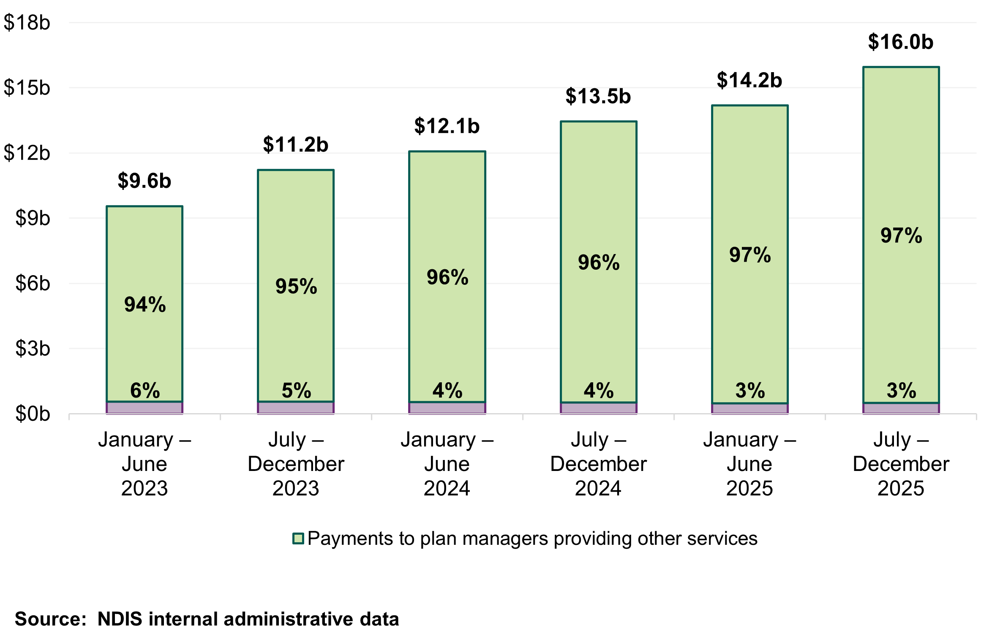 $18b
$15b
$12b
$9b
$6b
$3b
$0b
$9.6b
$11.2b
$12.1b
$13.5b
$14.2b
$16.0b
94%
95%
96%
96%
97%
97%
6%
5%
4%
4%
3%
3%
January –
June
2023
July –
December
2023
January –
June
2024
July –
December
2024
January –
June
2025
July –
December
2025
Payments to plan managers providing other services
Source:  NDIS internal administrative data